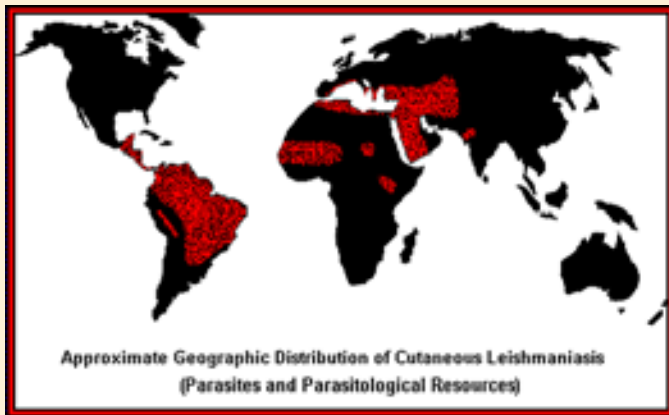 Approximate Geographic Distribution of Cutaneous Leishmaniasis
(Parasites and Parasitological Resources)